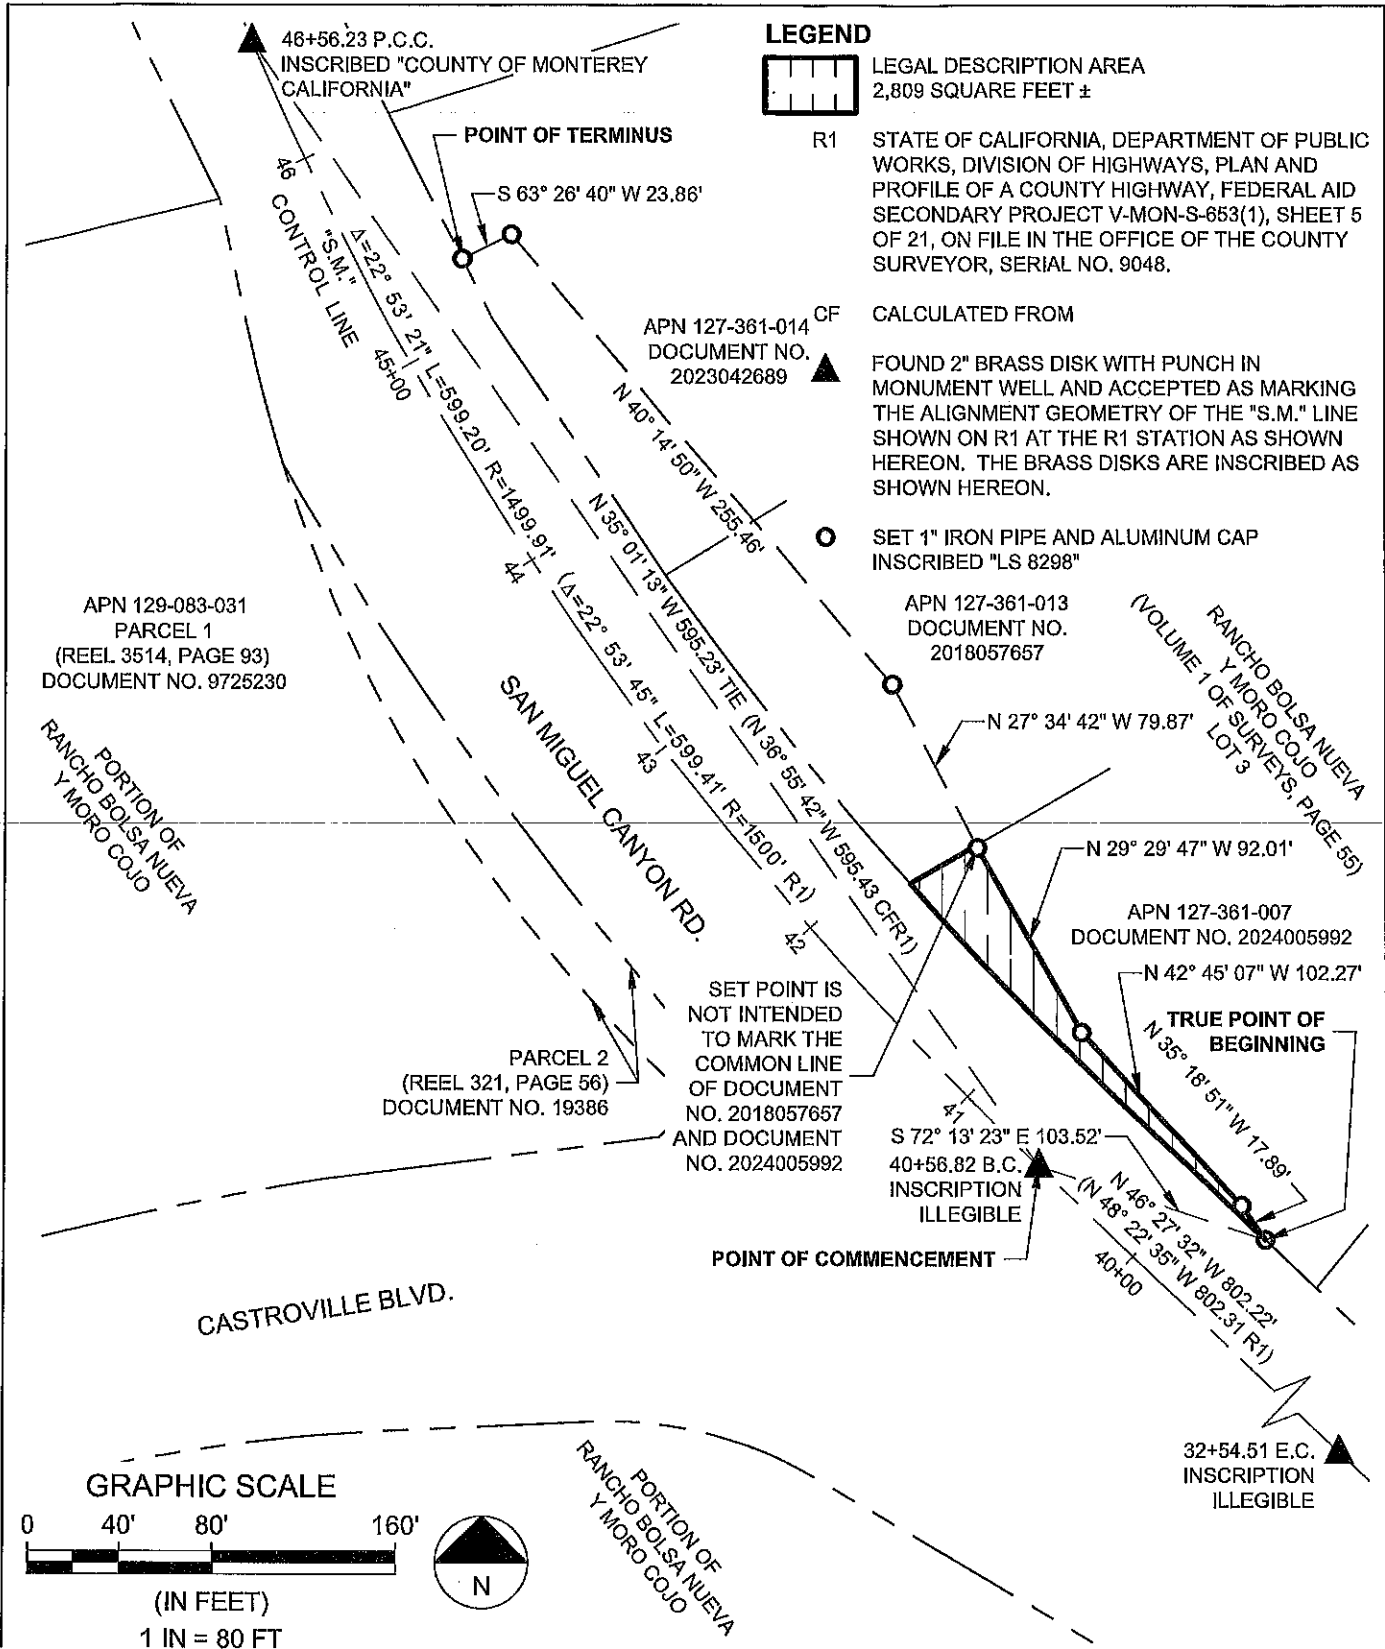 46+56.23 P.C.C.
INSCRIBED "COUNTY OF MONTEREY
CALIFORNIA"
POINT OF TERMINUS
S 63° 26' 40" W 23.86'
LEGEND
LEGAL DESCRIPTION AREA
2,809 SQUARE FEET ±
R1
STATE OF CALIFORNIA, DEPARTMENT OF PUBLIC
WORKS, DIVISION OF HIGHWAYS, PLAN AND
PROFILE OF A COUNTY HIGHWAY, FEDERAL AID
SECONDARY PROJECT V-MON-S-653(1), SHEET 5
OF 21, ON FILE IN THE OFFICE OF THE COUNTY
SURVEYOR, SERIAL NO. 9048.
CF
CALCULATED FROM
FOUND 2" BRASS DISK WITH PUNCH IN
MONUMENT WELL AND ACCEPTED AS MARKING
THE ALIGNMENT GEOMETRY OF THE "S.M." LINE
SHOWN ON R1 AT THE R1 STATION AS SHOWN
HEREON. THE BRASS DISKS ARE INSCRIBED AS
SHOWN HEREON.
SET 1" IRON PIPE AND ALUMINUM CAP
INSCRIBED "LS 8298"
46
"S.M."
CONTROL LINE
45+00
44
43
42
41
40+00
Δ=22° 53' 21" L=599.20' R=1499.91'
(Δ=22° 53' 45" L=599.41' R=1500' R1)
N 35° 01' 13" W 595.23' TIE (N 36° 55' 42" W 595.43 CFR1)
N 40° 14' 50" W 255.46'
APN 127-361-014
DOCUMENT NO.
2023042689
APN 129-083-031
PARCEL 1
(REEL 3514, PAGE 93)
DOCUMENT NO. 9725230
APN 127-361-013
DOCUMENT NO.
2018057657
RANCHO BOLSA NUEVA
Y MORO COJO
(VOLUME 1 OF SURVEYS, PAGE 55)
LOT 3
N 27° 34' 42" W 79.87'
PORTION OF
RANCHO BOLSA NUEVA
Y MORO COJO
SAN MIGUEL CANYON RD.
N 29° 29' 47" W 92.01'
APN 127-361-007
DOCUMENT NO. 2024005992
N 42° 45' 07" W 102.27'
TRUE POINT OF
BEGINNING
N 35° 18' 51" W 17.89'
SET POINT IS
NOT INTENDED
TO MARK THE
COMMON LINE
OF DOCUMENT
NO. 2018057657
AND DOCUMENT
NO. 2024005992
PARCEL 2
(REEL 321, PAGE 56)
DOCUMENT NO. 19386
S 72° 13' 23" E 103.52'
40+56.82 B.C.
INSCRIPTION
ILLEGIBLE
POINT OF COMMENCEMENT
N 46° 27' 32" W 802.22'
(N 48° 22' 35" W 802.31 R1)
CASTROVILLE BLVD.
32+54.51 E.C.
INSCRIPTION
ILLEGIBLE
PORTION OF
RANCHO BOLSA NUEVA
Y MORO COJO
GRAPHIC SCALE
0 40' 80' 160'
(IN FEET)
1 IN = 80 FT
N